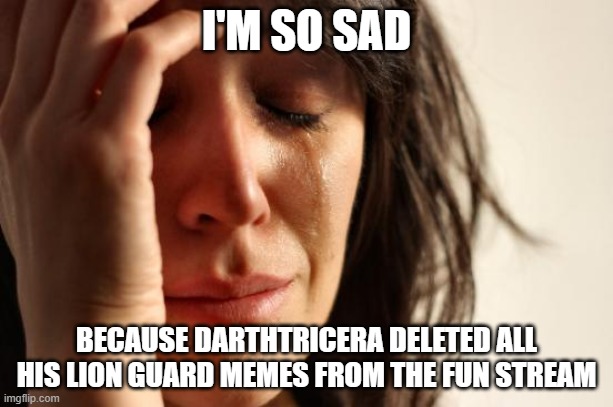 I'M SO SAD
BECAUSE DARTHTRICERA DELETED ALL
HIS LION GUARD MEMES FROM THE FUN STREAM
imgflip.com